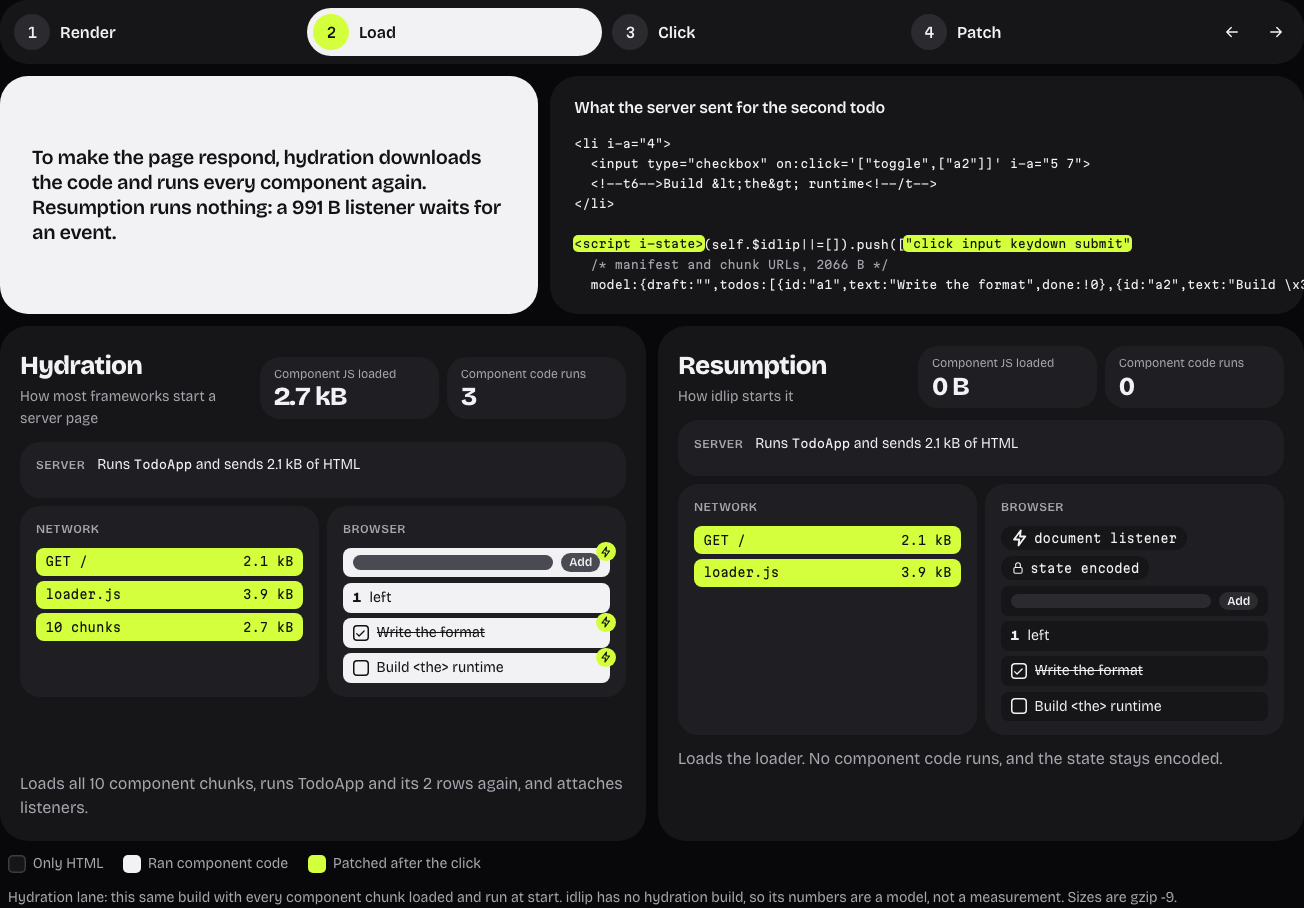 1 Render
2 Load
3 Click
4 Patch
← →
To make the page respond, hydration downloads
the code and runs every component again.
Resumption runs nothing: a 991 B listener waits for
an event.
What the server sent for the second todo
<li i-a="4">
<input type="checkbox" on:click='["toggle",["a2"]]' i-a="5 7">
<!--t6-->Build &lt;the&gt; runtime<!--/t-->
</li>
<script i-state>(self.$idlip||=[]).push(["click input keydown submit"
/* manifest and chunk URLs, 2066 B */
model:{draft:"",todos:[{id:"a1",text:"Write the format",done:!0},{id:"a2",text:"Build \x3
Hydration
How most frameworks start a
server page
Component JS loaded
2.7 kB
Component code runs
3
SERVER Runs TodoApp and sends 2.1 kB of HTML
NETWORK
GET / 2.1 kB
loader.js 3.9 kB
10 chunks 2.7 kB
BROWSER
Add
1 left
Write the format
Build <the> runtime
Loads all 10 component chunks, runs TodoApp and its 2 rows again, and attaches
listeners.
Resumption
How idlip starts it
Component JS loaded
0 B
Component code runs
0
SERVER Runs TodoApp and sends 2.1 kB of HTML
NETWORK
GET / 2.1 kB
loader.js 3.9 kB
BROWSER
document listener
state encoded
Add
1 left
Write the format
Build <the> runtime
Loads the loader. No component code runs, and the state stays encoded.
Only HTML
Ran component code
Patched after the click
Hydration lane: this same build with every component chunk loaded and run at start. idlip has no hydration build, so its numbers are a model, not a measurement. Sizes are gzip -9.